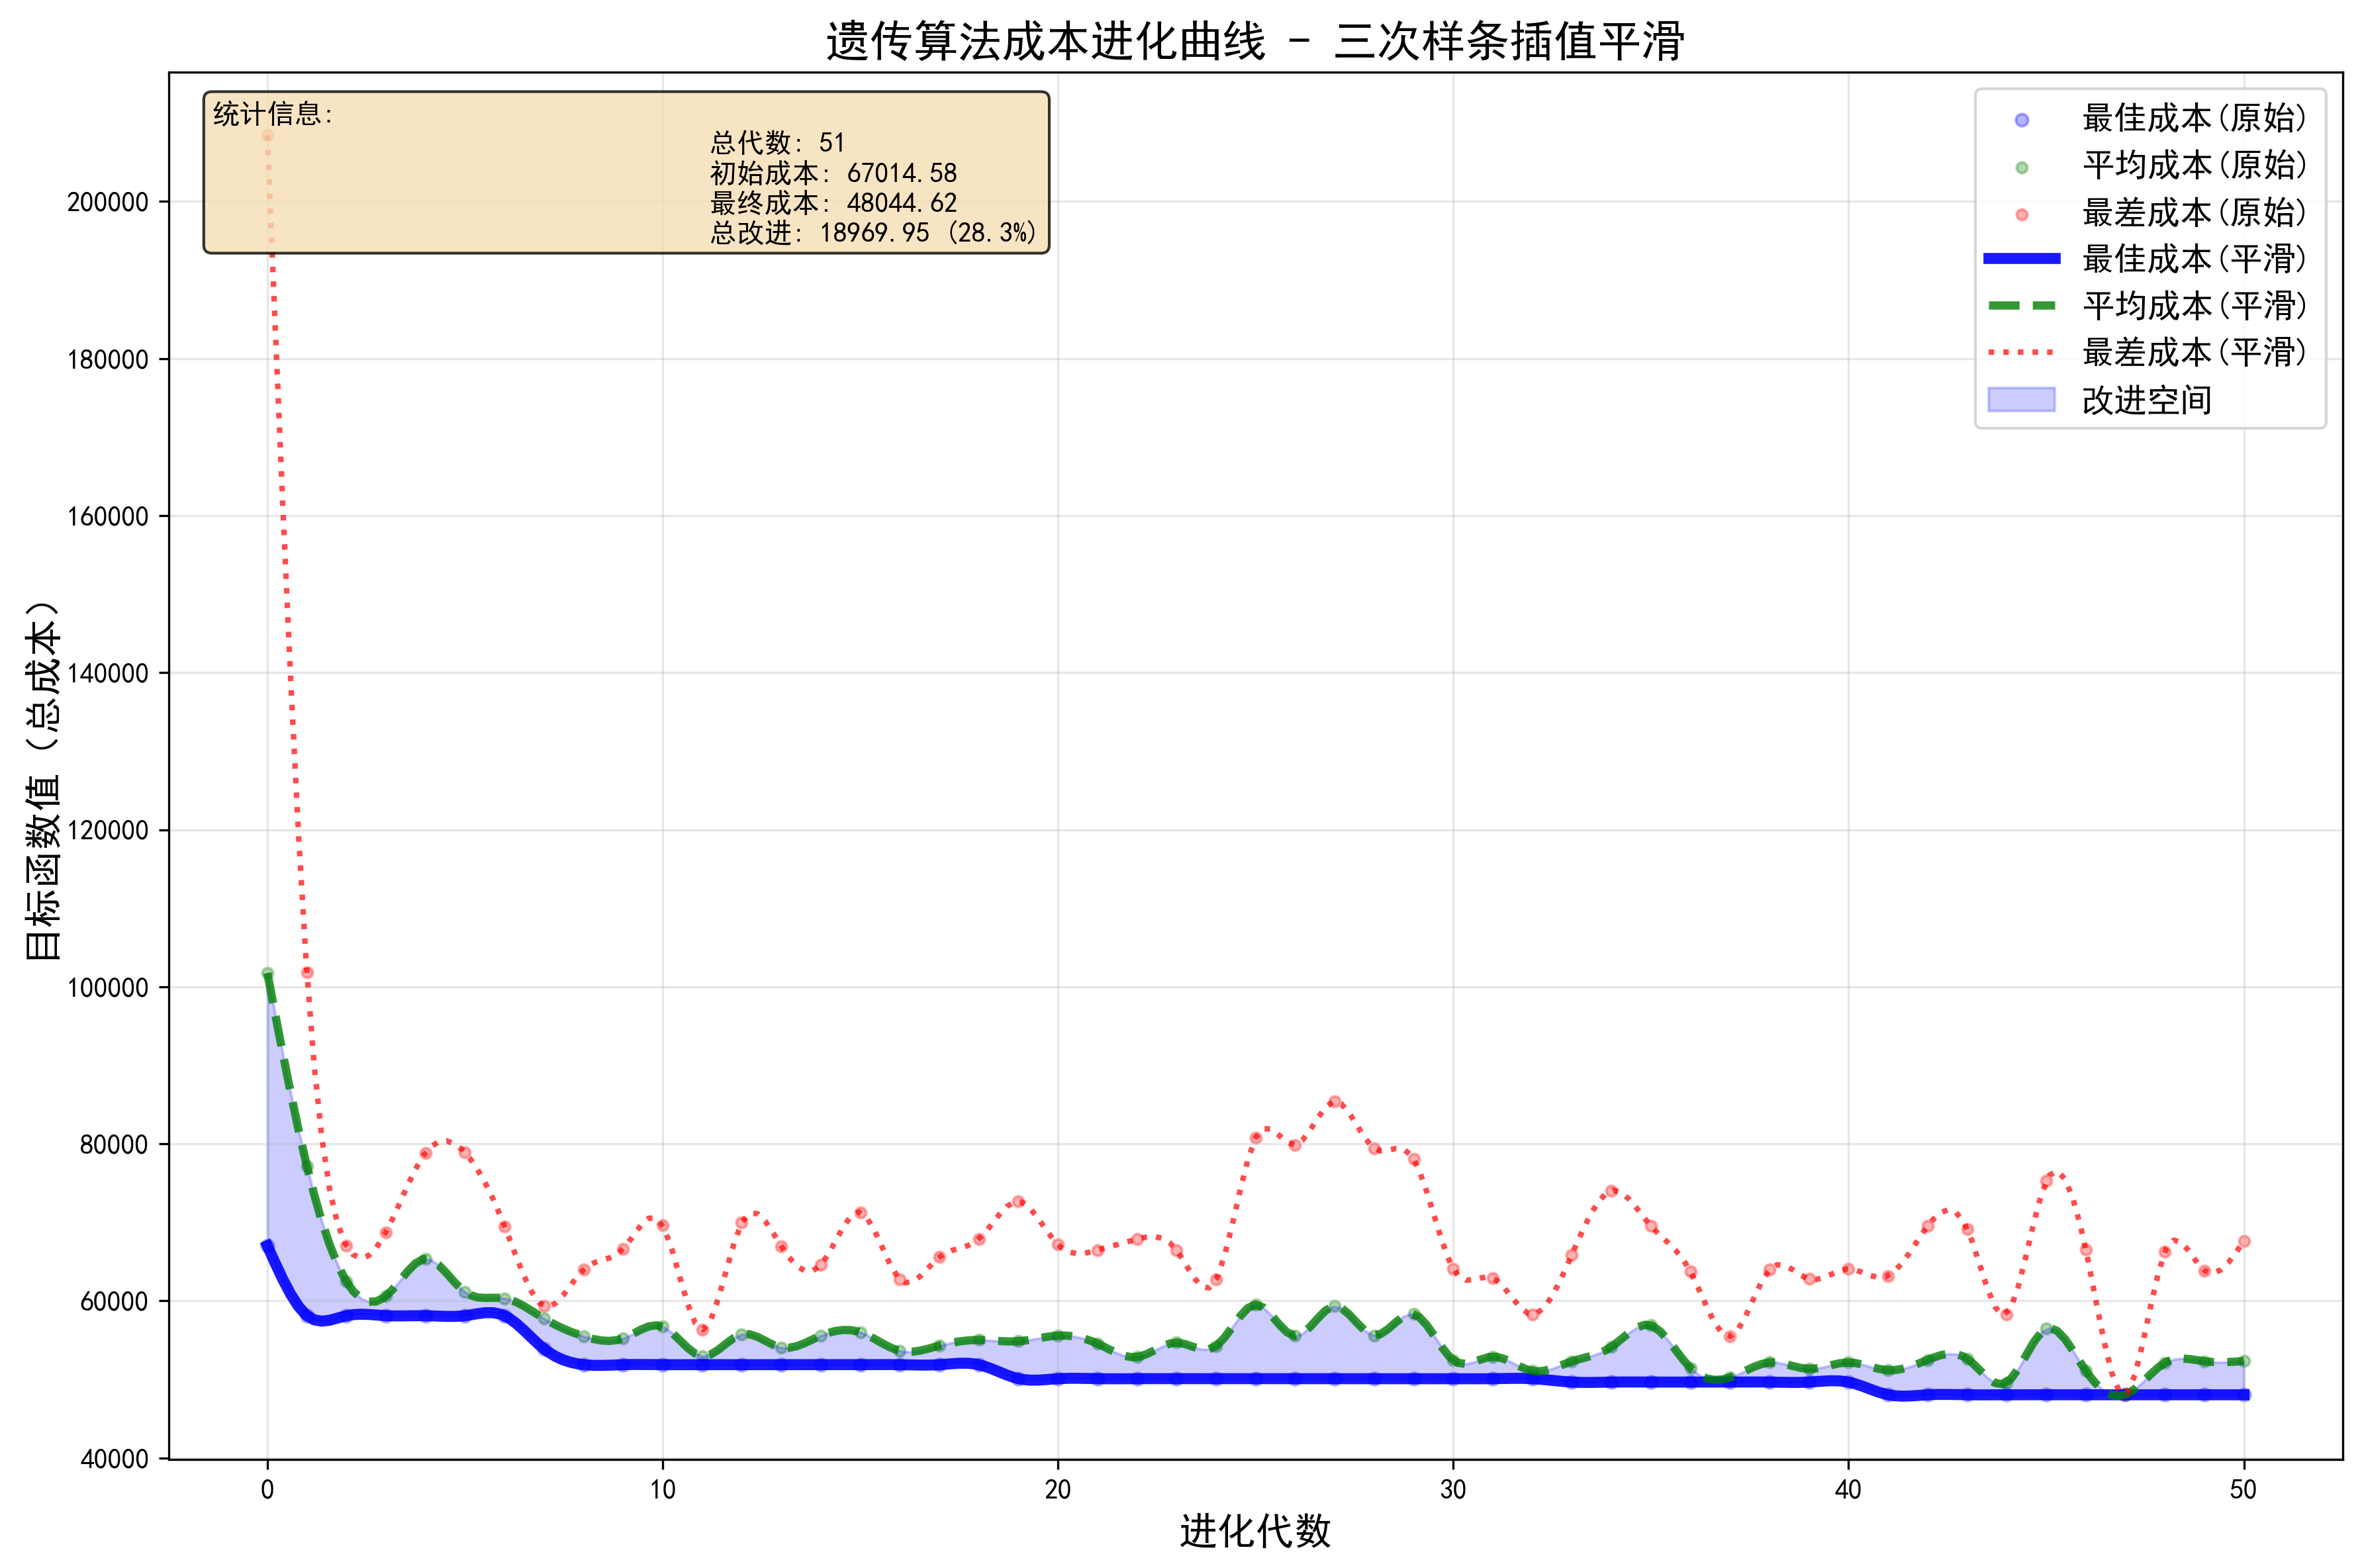 遗传算法成本进化曲线 - 三次样条插值平滑
统计信息:
总代数: 51
初始成本: 67014.58
最终成本: 48044.62
总改进: 18969.95 (28.3%)
最佳成本(原始)
平均成本(原始)
最差成本(原始)
最佳成本(平滑)
平均成本(平滑)
最差成本(平滑)
改进空间
目标函数值（总成本）
200000
180000
160000
140000
120000
100000
80000
60000
40000
0
10
20
30
40
50
进化代数